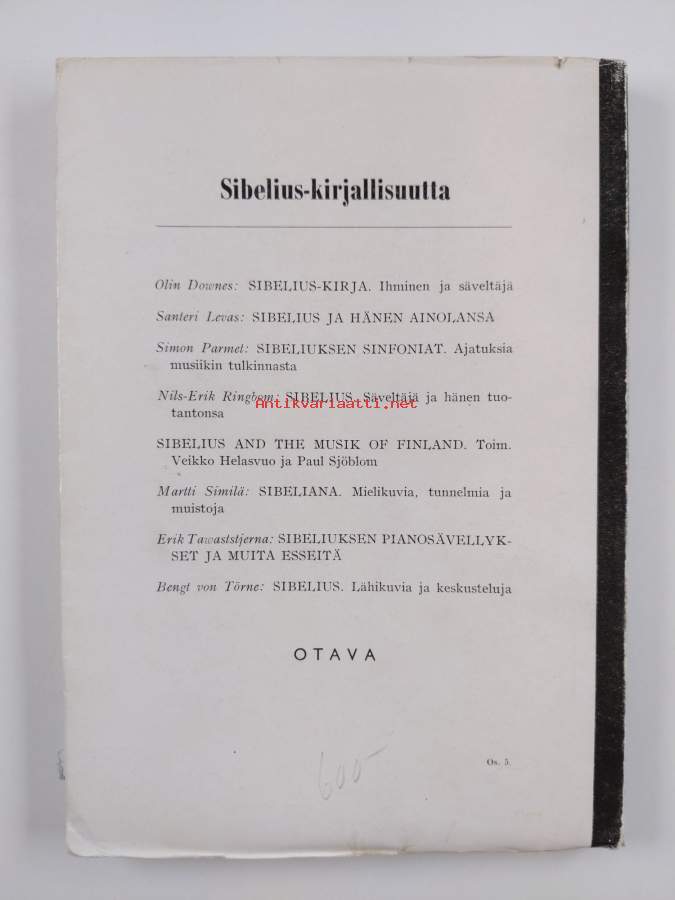 Sibelius-kirjallisuutta
Olin Downes: SIBELIUS-KIRJA. Ihminen ja säveltäjä
Santeri Levas: SIBELIUS JA HÄNEN AINOLANSA
Simon Parmet: SIBELIUKSEN SINFONIAT. Ajatuksia
musiikin tulkinnasta
Nils-Erik Ringbom: SIBELIUS. Säveltäjä ja hänen tuo-
tantonsa
Antikvariaatti.net
SIBELIUS AND THE MUSIK OF FINLAND. Toim.
Veikko Helasvuo ja Paul Sjöblom
Martti Similä: SIBELIANA. Mielikuvia, tunnelmia ja
muistoja
Erik Tawaststjerna: SIBELIUKSEN PIANOSÄVELLYK-
SET JA MUITA ESSEITÄ
Bengt von Törne: SIBELIUS. Lähikuvia ja keskusteluja
OTAVA
Os. 5.
600-